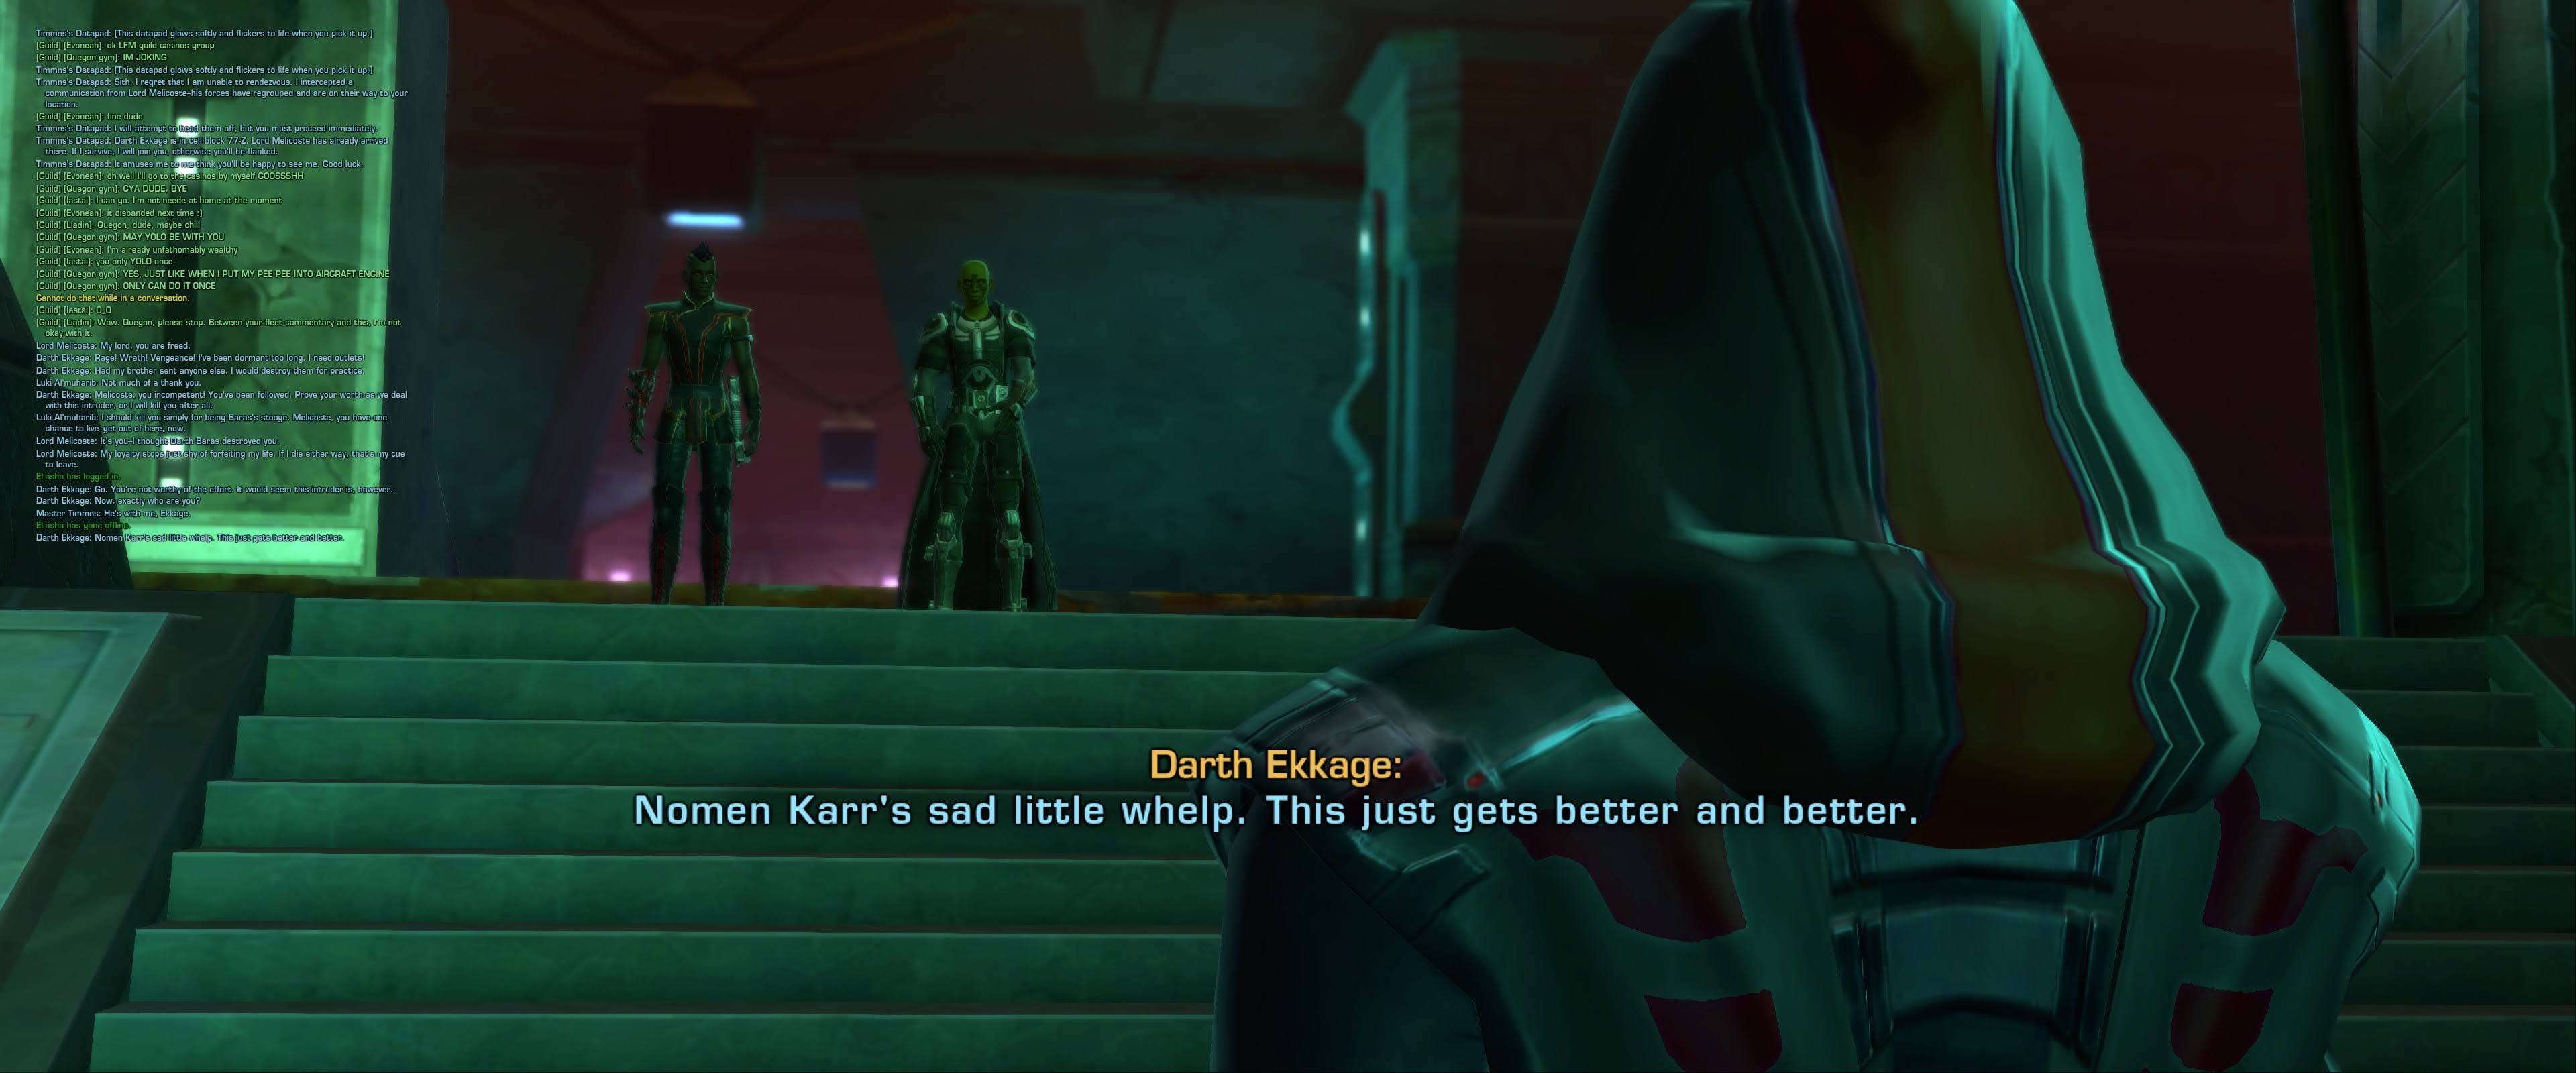 Timmns's Datapad: [This datapad glows softly and flickers to life when you pick it up.]
[Guild] [Evoneah]: ok LFM guild casinos group
[Guild] [Quegon gym]: IM JOKING
Timmns's Datapad: [This datapad glows softly and flickers to life when you pick it up.]
Timmns's Datapad: Sith, I regret that I am unable to rendezvous. I intercepted a
communication from Lord Melicoste–his forces have regrouped and are on their way to your
location.
[Guild] [Evoneah]: fine dude
Timmns's Datapad: I will attempt to head them off, but you must proceed immediately.
Timmns's Datapad: Darth Ekkage is in cell block 77-Z. Lord Melicoste has already arrived
there. If I survive, I will join you, otherwise you'll be flanked.
Timmns's Datapad: It amuses me to me think you'll be happy to see me. Good luck.
[Guild] [Evoneah]: oh well I'll go to the casinos by myself GODSSSHH
[Guild] [Quegon gym]: CYA DUDE. BYE
[Guild] [Iastai]: I can go. I'm not neede at home at the moment
[Guild] [Evoneah]: it disbanded next time :]
[Guild] [Liadin]: Quegon, dude, maybe chill
[Guild] [Quegon gym]: MAY YOLO BE WITH YOU
[Guild] [Evoneah]: I'm already unfathomably wealthy
[Guild] [Iastai]: you only YOLO once
[Guild] [Quegon gym]: YES. JUST LIKE WHEN I PUT MY PEE PEE INTO AIRCRAFT ENGINE
[Guild] [Quegon gym]: ONLY CAN DO IT ONCE
Cannot do that while in a conversation.
[Guild] [Iastai]: O.O
[Guild] [Liadin]: Wow. Quegon, please stop. Between your fleet commentary and this, I'm not
okay with it.
Lord Melicoste: My lord, you are freed.
Darth Ekkage: Rage! Wrath! Vengeance! I've been dormant too long. I need outlets!
Darth Ekkage: Had my brother sent anyone else, I would destroy them for practice.
Luki Al'muharib: Not much of a thank you.
Darth Ekkage: Melicoste, you incompetent! You've been followed. Prove your worth as we deal
with this intruder, or I will kill you after all.
Luki Al'muharib: I should kill you simply for being Baras's stooge. Melicoste, you have one
chance to live–get out of here, now.
Lord Melicoste: It's you–I thought Darth Baras destroyed you.
Lord Melicoste: My loyalty stops just shy of forfeiting my life. If I die either way, that's my cue
to leave.
El-asha has logged in.
Darth Ekkage: Go. You're not worthy of the effort. It would seem this intruder is, however.
Darth Ekkage: Now, exactly who are you?
Master Timmns: He's with me, Ekkage.
El-asha has gone offline.
Darth Ekkage: Nomen Karr's sad little whelp. This just gets better and better.
Darth Ekkage:
Nomen Karr's sad little whelp. This just gets better and better.